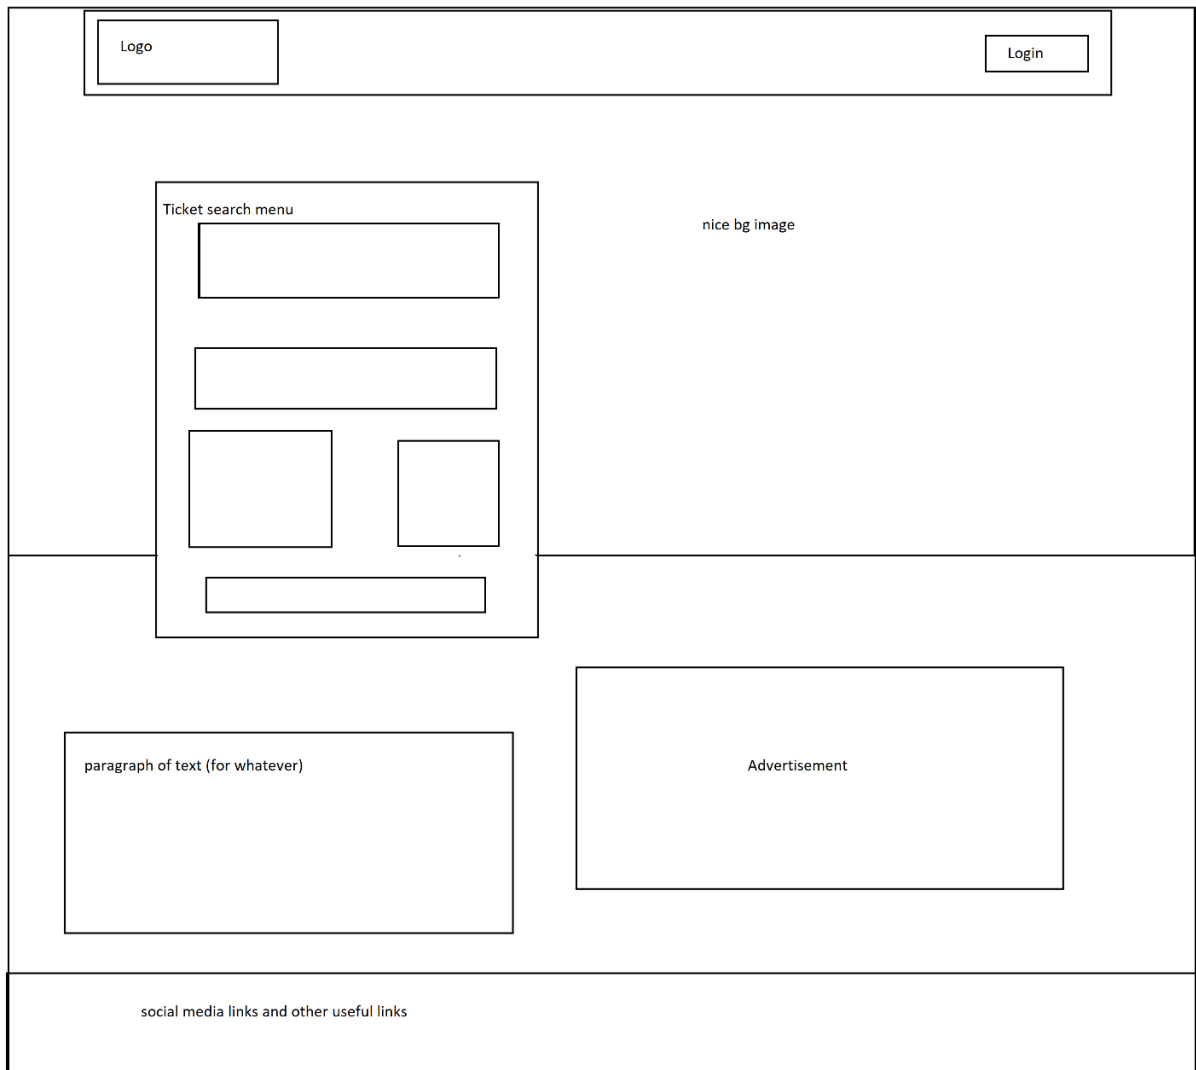 Logo
Login
Ticket search menu
nice bg image
paragraph of text (for whatever)
Advertisement
social media links and other useful links